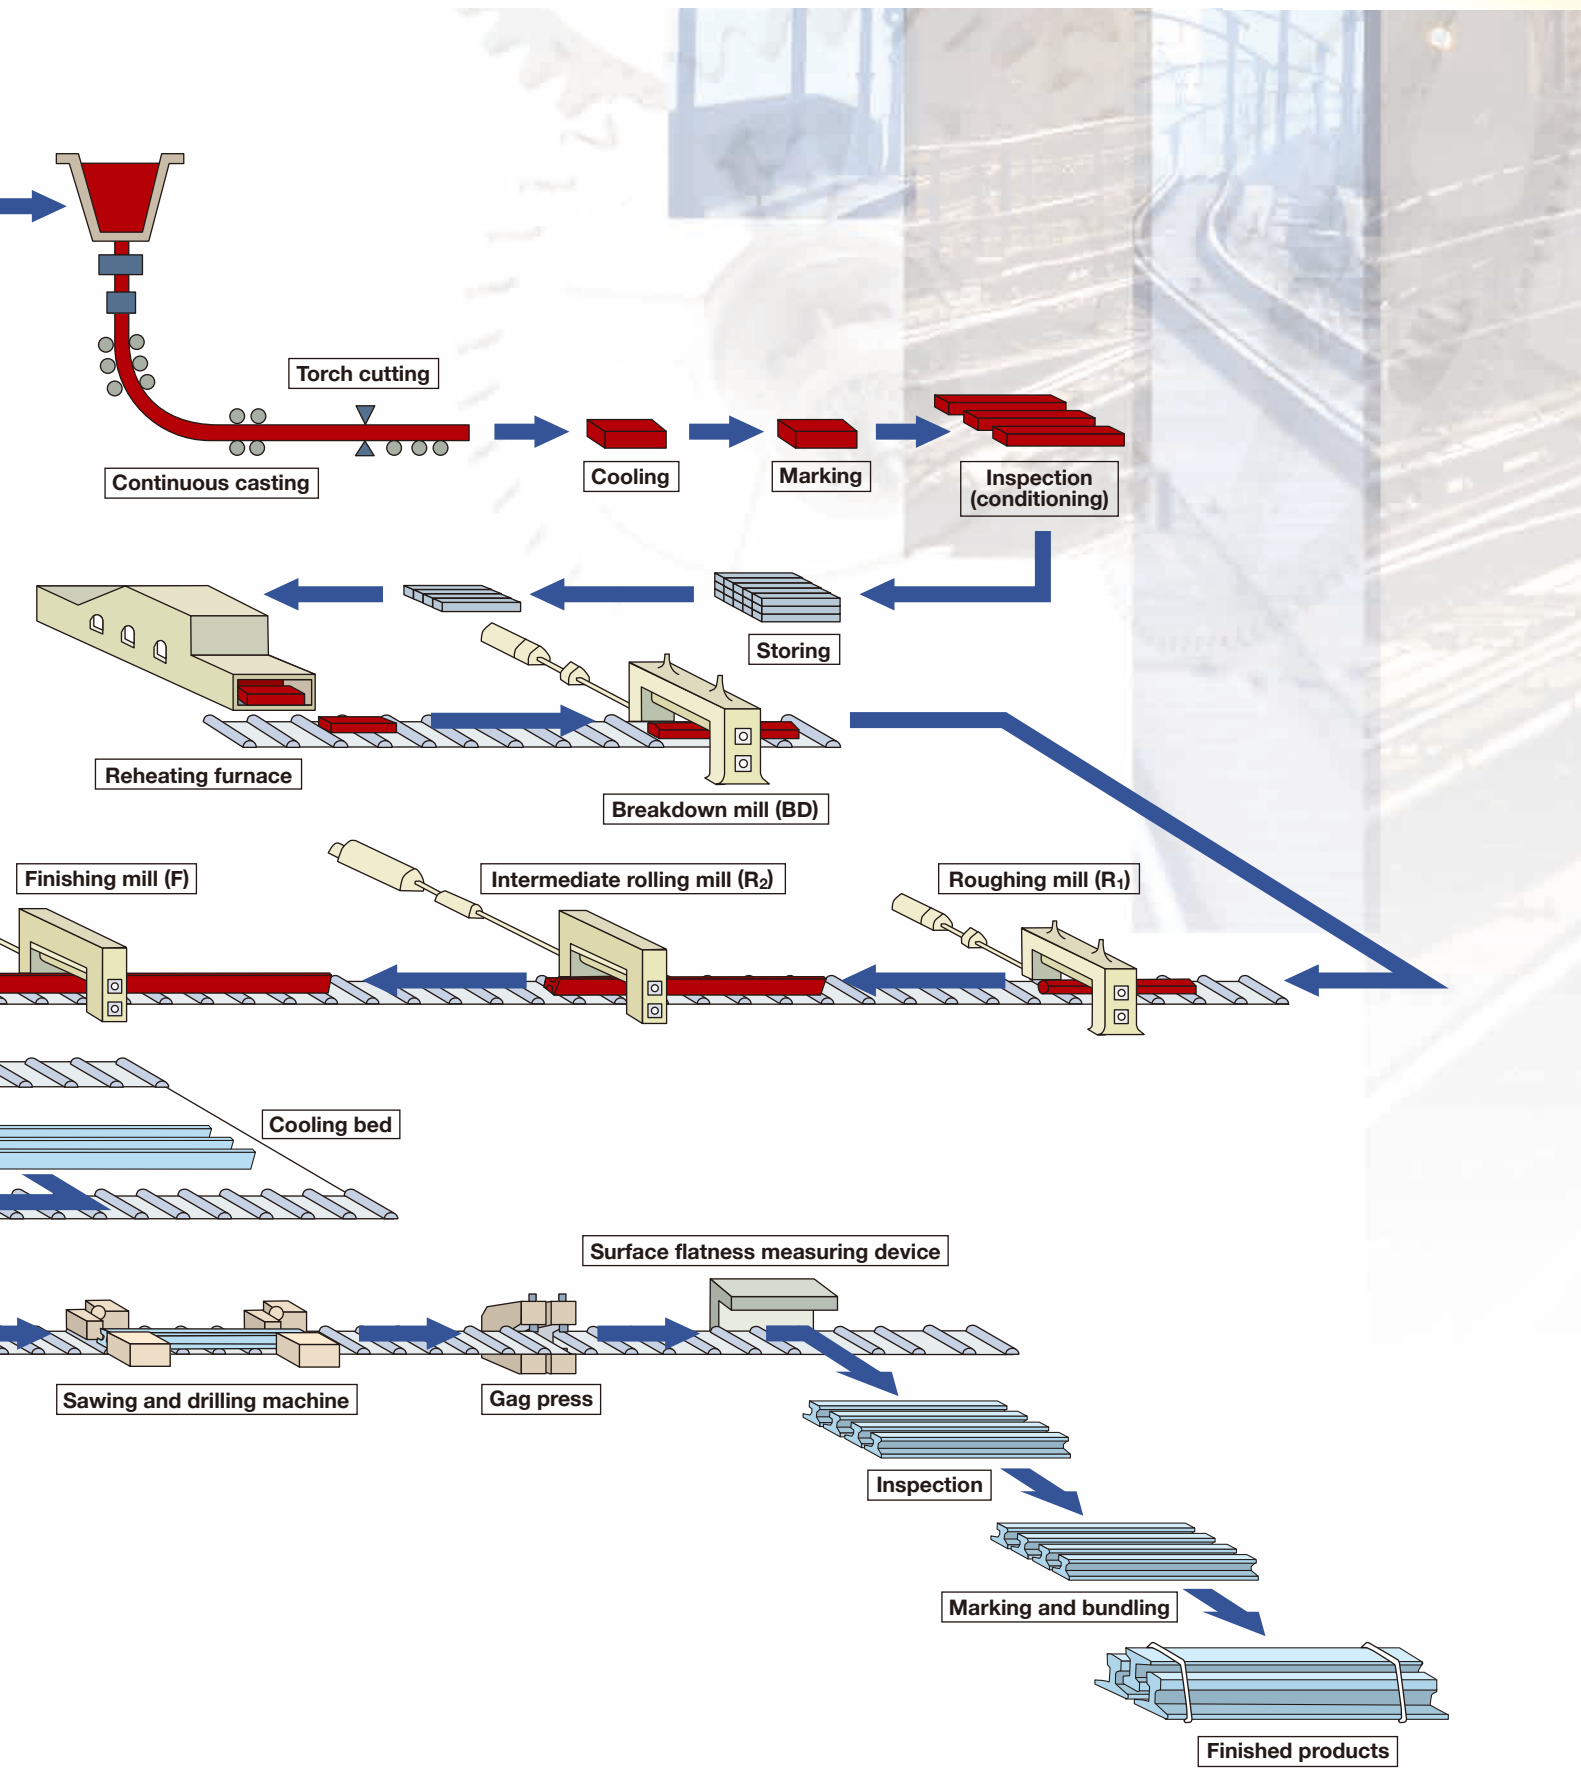 Torch cutting
Continuous casting
Cooling
Marking
Inspection
(conditioning)
Storing
Reheating furnace
Breakdown mill (BD)
Finishing mill (F)
Intermediate rolling mill (R₂)
Roughing mill (R₁)
Cooling bed
Surface flatness measuring device
Sawing and drilling machine
Gag press
Inspection
Marking and bundling
Finished products